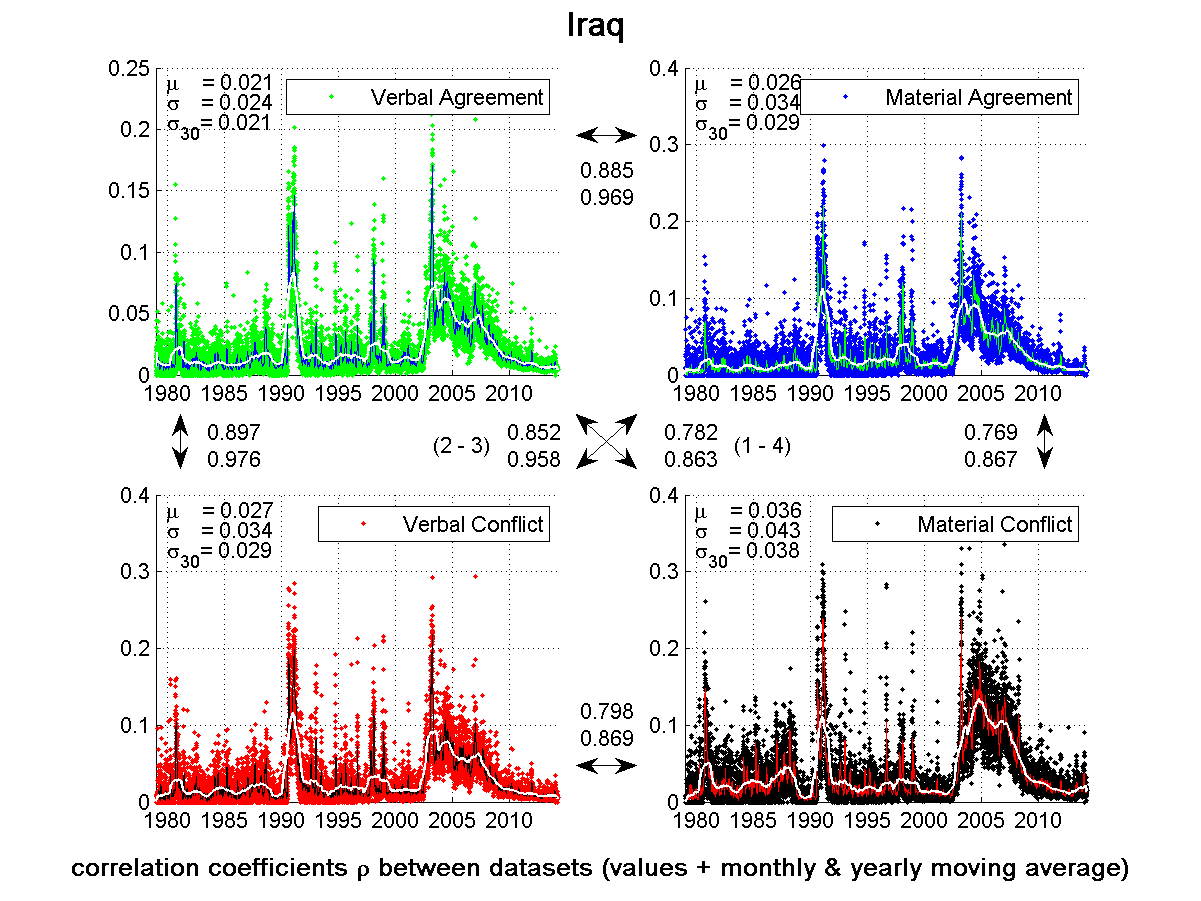 Iraq
0.25
0.2
0.15
0.1
0.05
0
μ = 0.021
σ = 0.024
σ30= 0.021
Verbal Agreement
1980 1985 1990 1995 2000 2005 2010
0.885
0.969
0.4
0.3
0.2
0.1
0
μ = 0.026
σ = 0.034
σ30= 0.029
Material Agreement
1980 1985 1990 1995 2000 2005 2010
0.897
0.976
(2 - 3)
0.852
0.958
0.782
0.863
(1 - 4)
0.769
0.867
0.4
0.3
0.2
0.1
0
μ = 0.027
σ = 0.034
σ30= 0.029
Verbal Conflict
1980 1985 1990 1995 2000 2005 2010
0.798
0.869
0.4
0.3
0.2
0.1
0
μ = 0.036
σ = 0.043
σ30= 0.038
Material Conflict
1980 1985 1990 1995 2000 2005 2010
correlation coefficients ρ between datasets (values + monthly & yearly moving average)